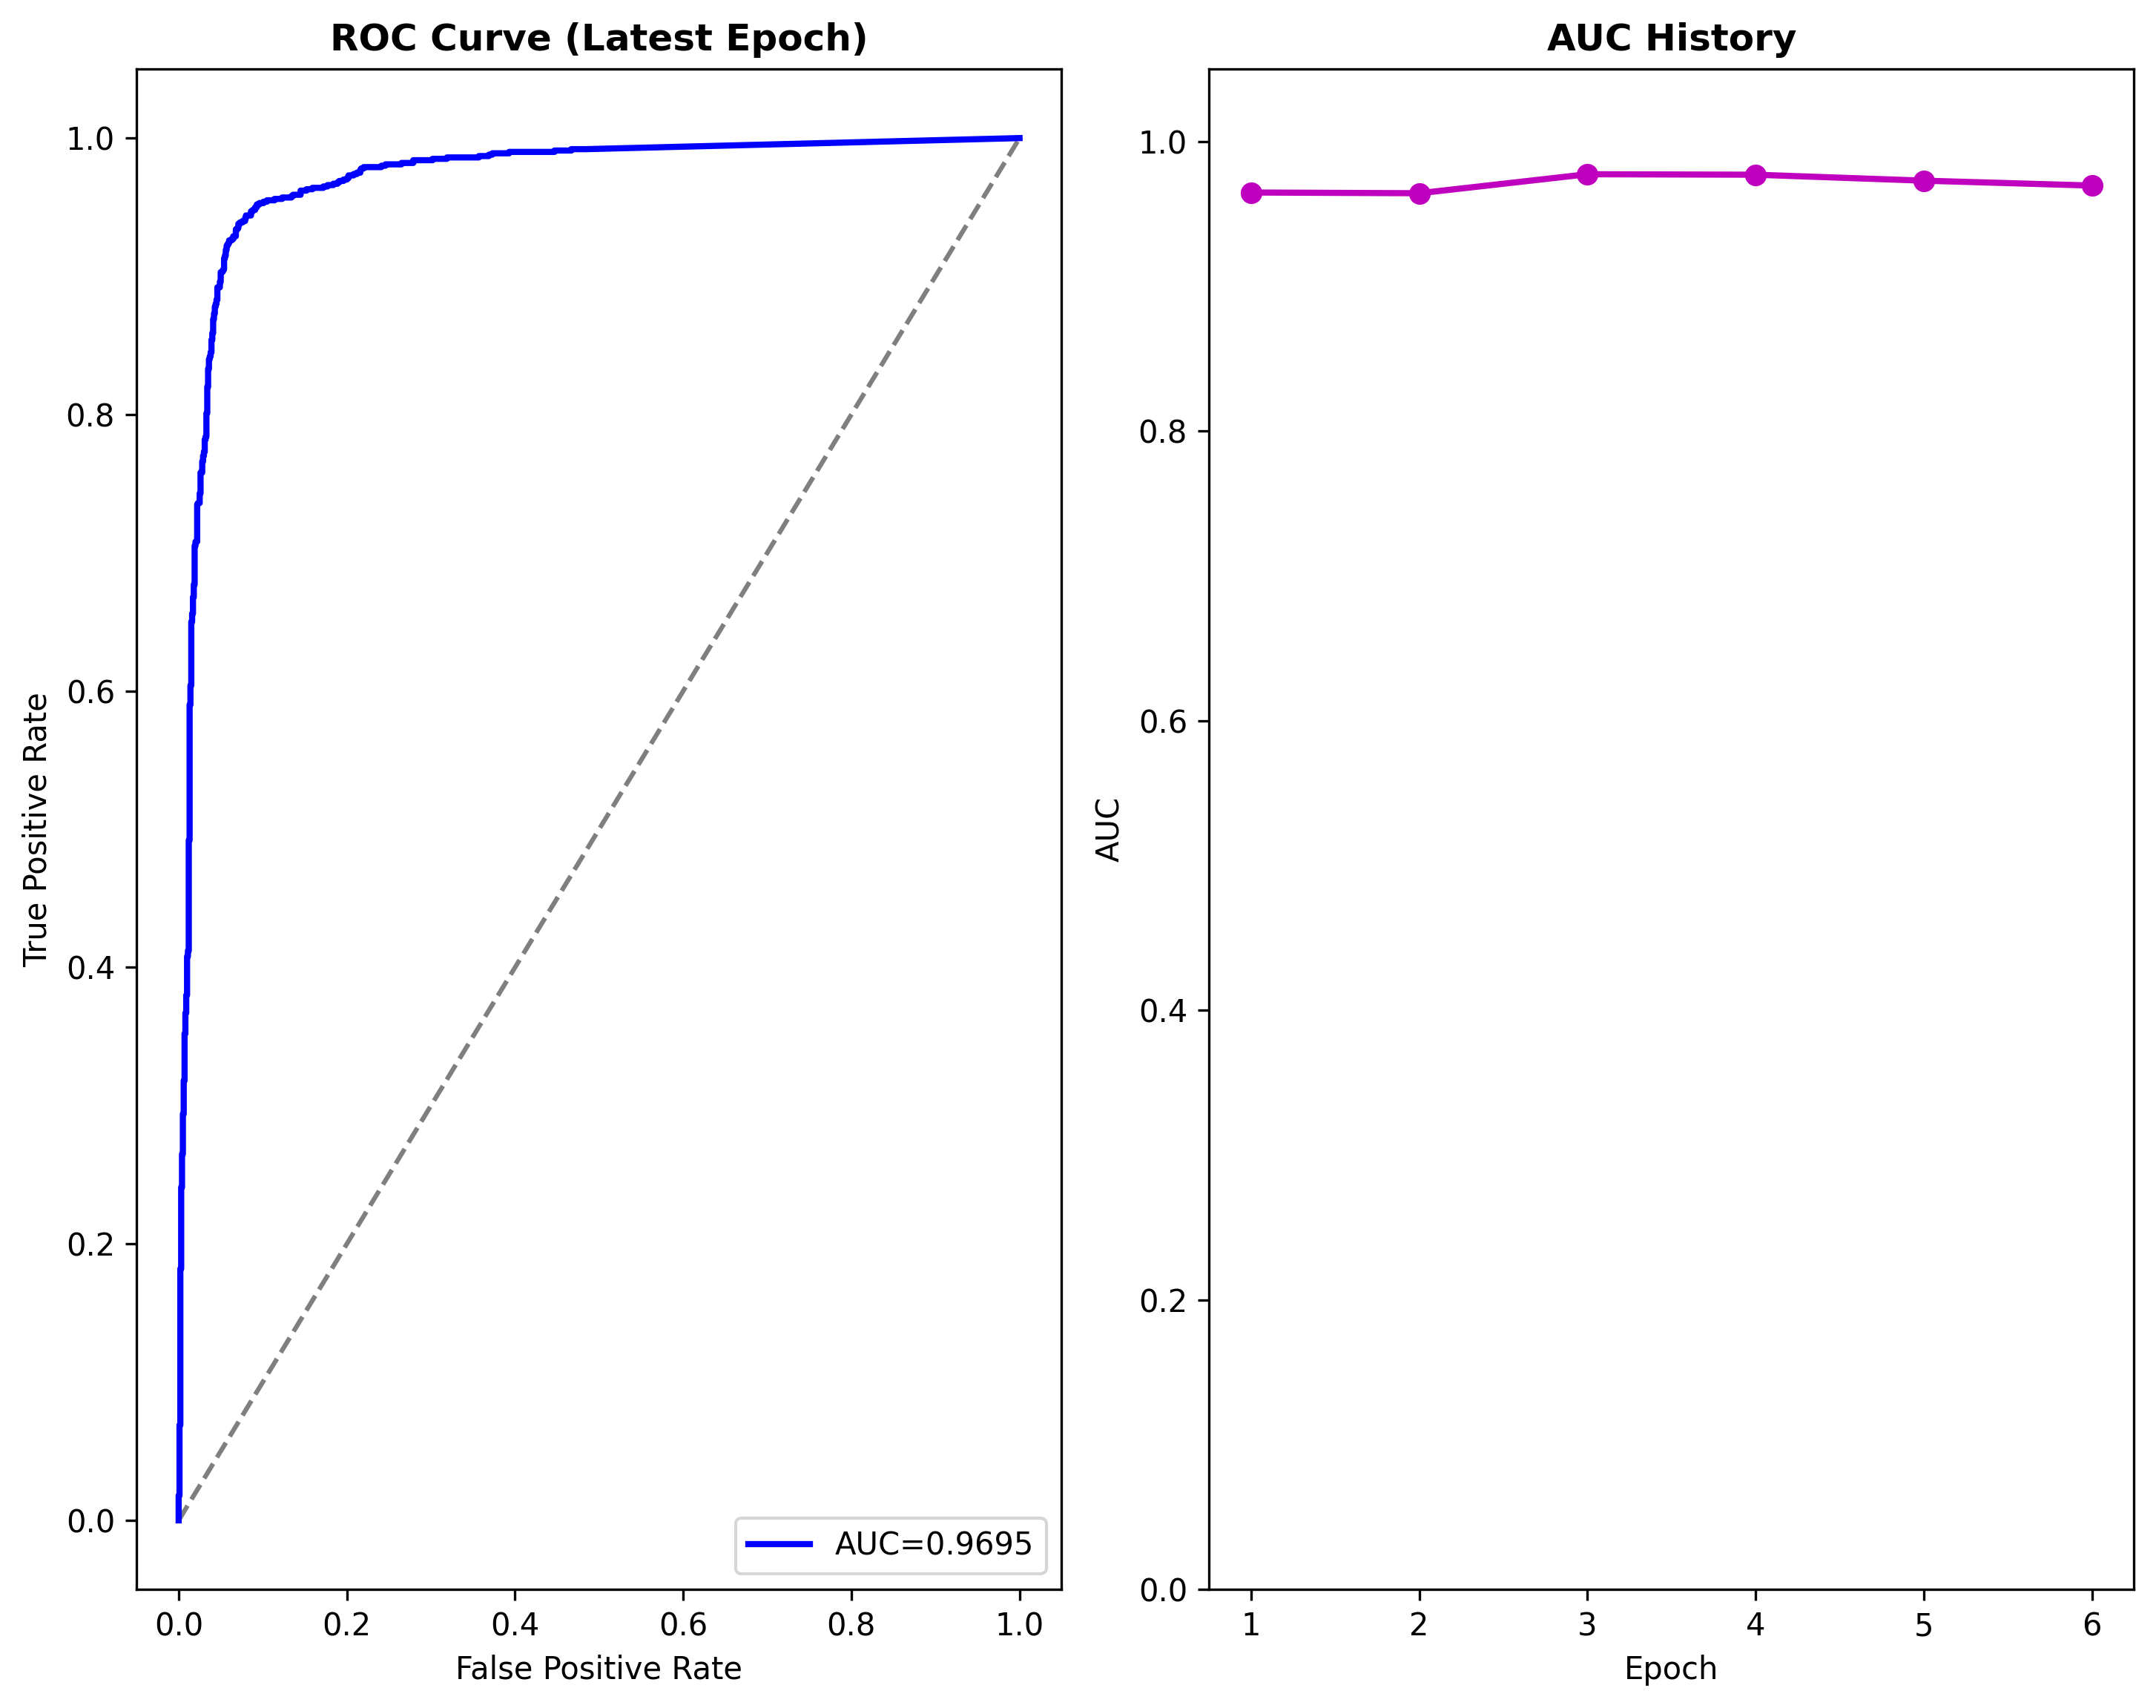 ROC Curve (Latest Epoch)
True Positive Rate
1.0
0.8
0.6
0.4
0.2
0.0
AUC=0.9695
0.0 0.2 0.4 0.6 0.8 1.0
False Positive Rate
AUC History
AUC
1.0
0.8
0.6
0.4
0.2
0.0
1 2 3 4 5 6
Epoch